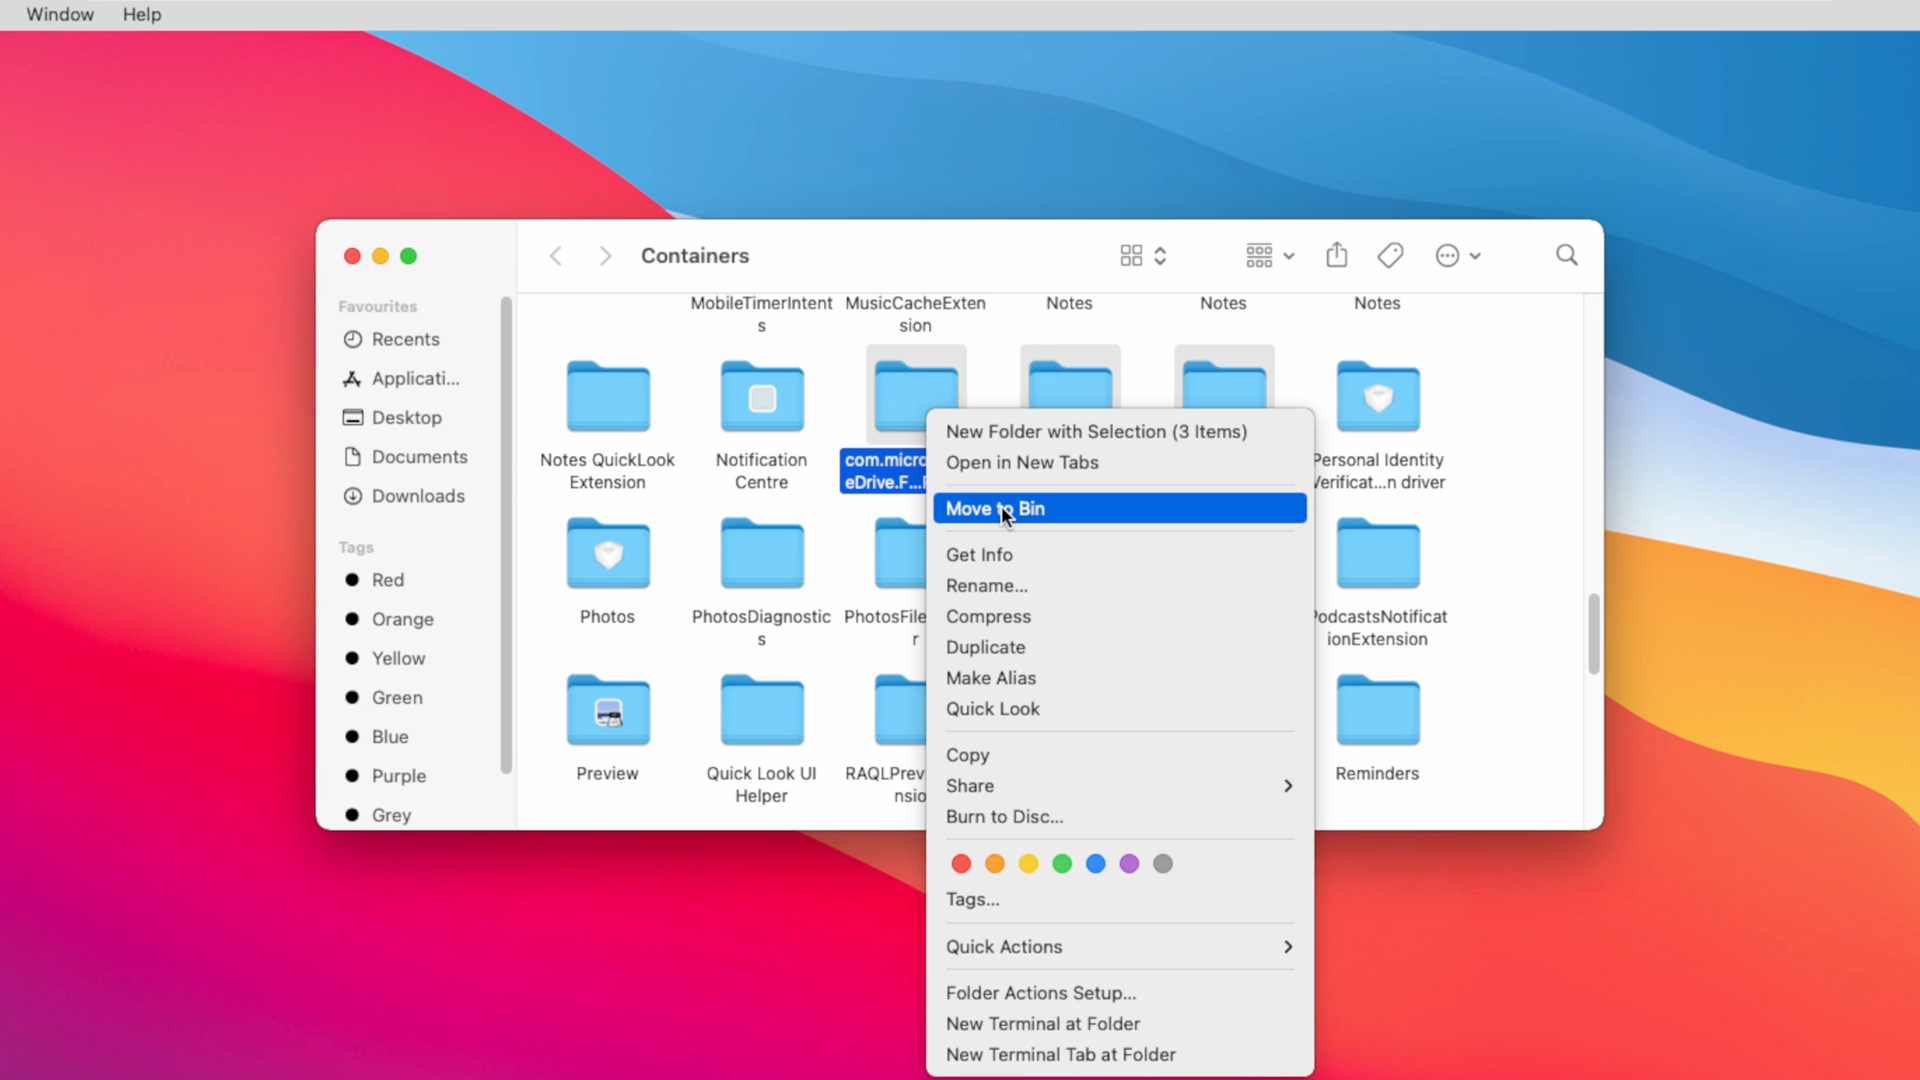 Window Help
Containers
Favourites
Recents
Applicati...
Desktop
Documents
Downloads
Tags
Red
Orange
Yellow
Green
Blue
Purple
Grey
MobileTimerIntent
s
MusicCacheExten
sion
Notes
Notes
Notes
Notes QuickLook
Extension
Notification
Centre
com.micro
eDrive.F...
Personal Identity
Verificat...n driver
Photos
PhotosDiagnostic
s
PhotosFile
r
PodcastsNotificat
ionExtension
Preview
Quick Look UI
Helper
RAQLPrev
nsio
Reminders
New Folder with Selection (3 Items)
Open in New Tabs
Move to Bin
Get Info
Rename...
Compress
Duplicate
Make Alias
Quick Look
Copy
Share
Burn to Disc...
Tags...
Quick Actions
Folder Actions Setup...
New Terminal at Folder
New Terminal Tab at Folder